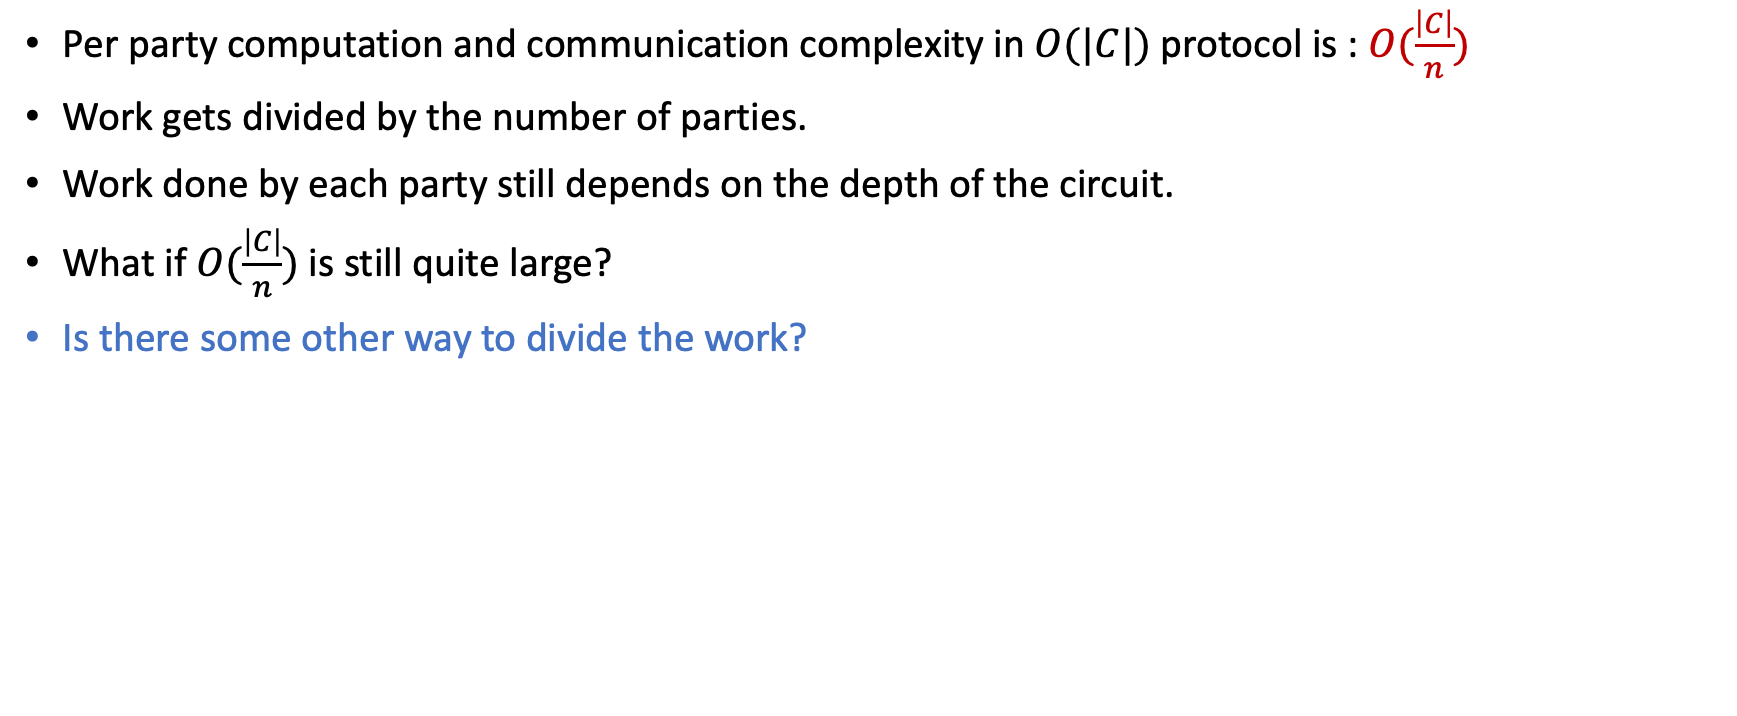 • Per party computation and communication complexity in O(|C|) protocol is : O(|C|/n)
• Work gets divided by the number of parties.
• Work done by each party still depends on the depth of the circuit.
• What if O(|C|/n) is still quite large?
• Is there some other way to divide the work?